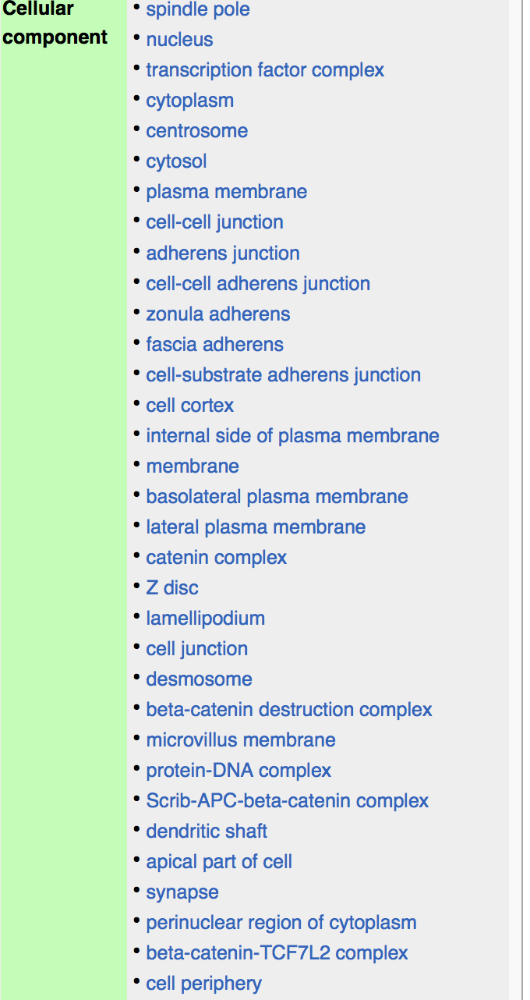 Cellular
component
• spindle pole
• nucleus
• transcription factor complex
• cytoplasm
• centrosome
• cytosol
• plasma membrane
• cell-cell junction
• adherens junction
• cell-cell adherens junction
• zonula adherens
• fascia adherens
• cell-substrate adherens junction
• cell cortex
• internal side of plasma membrane
• membrane
• basolateral plasma membrane
• lateral plasma membrane
• catenin complex
• Z disc
• lamellipodium
• cell junction
• desmosome
• beta-catenin destruction complex
• microvillus membrane
• protein-DNA complex
• Scrib-APC-beta-catenin complex
• dendritic shaft
• apical part of cell
• synapse
• perinuclear region of cytoplasm
• beta-catenin-TCF7L2 complex
• cell periphery